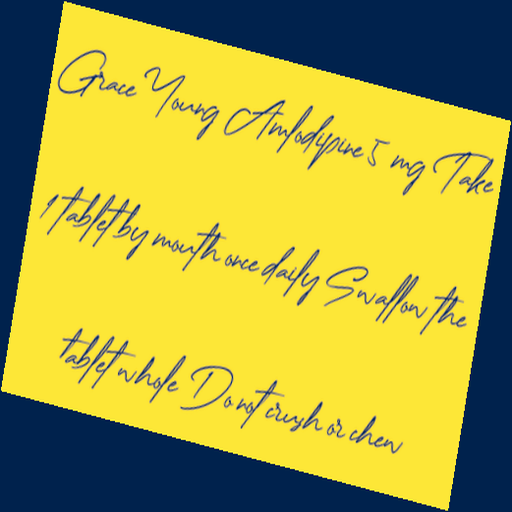 Grace Young Amlodipine 5 mg Take
1 tablet by mouth once daily Swallow the
tablet whole Do not crush or chew